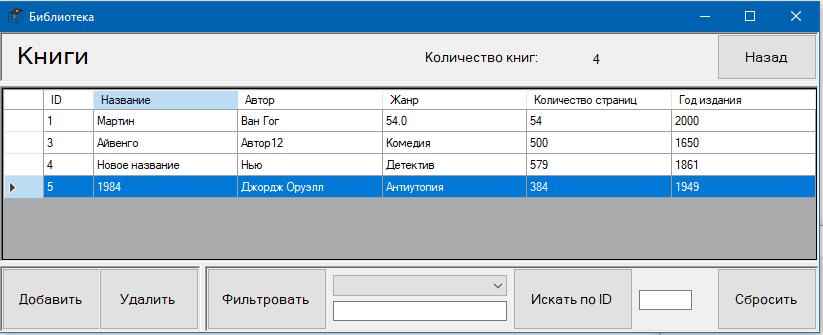 Библиотека
Книги Количество книг: 4 Назад
ID Название Автор Жанр Количество страниц Год издания
1 Мартин Ван Гог 54.0 54 2000
3 Айвенго Автор12 Комедия 500 1650
4 Новое название Нью Детектив 579 1861
5 1984 Джордж Оруэлл Антиутопия 384 1949
Добавить Удалить Фильтровать Искать по ID Сбросить